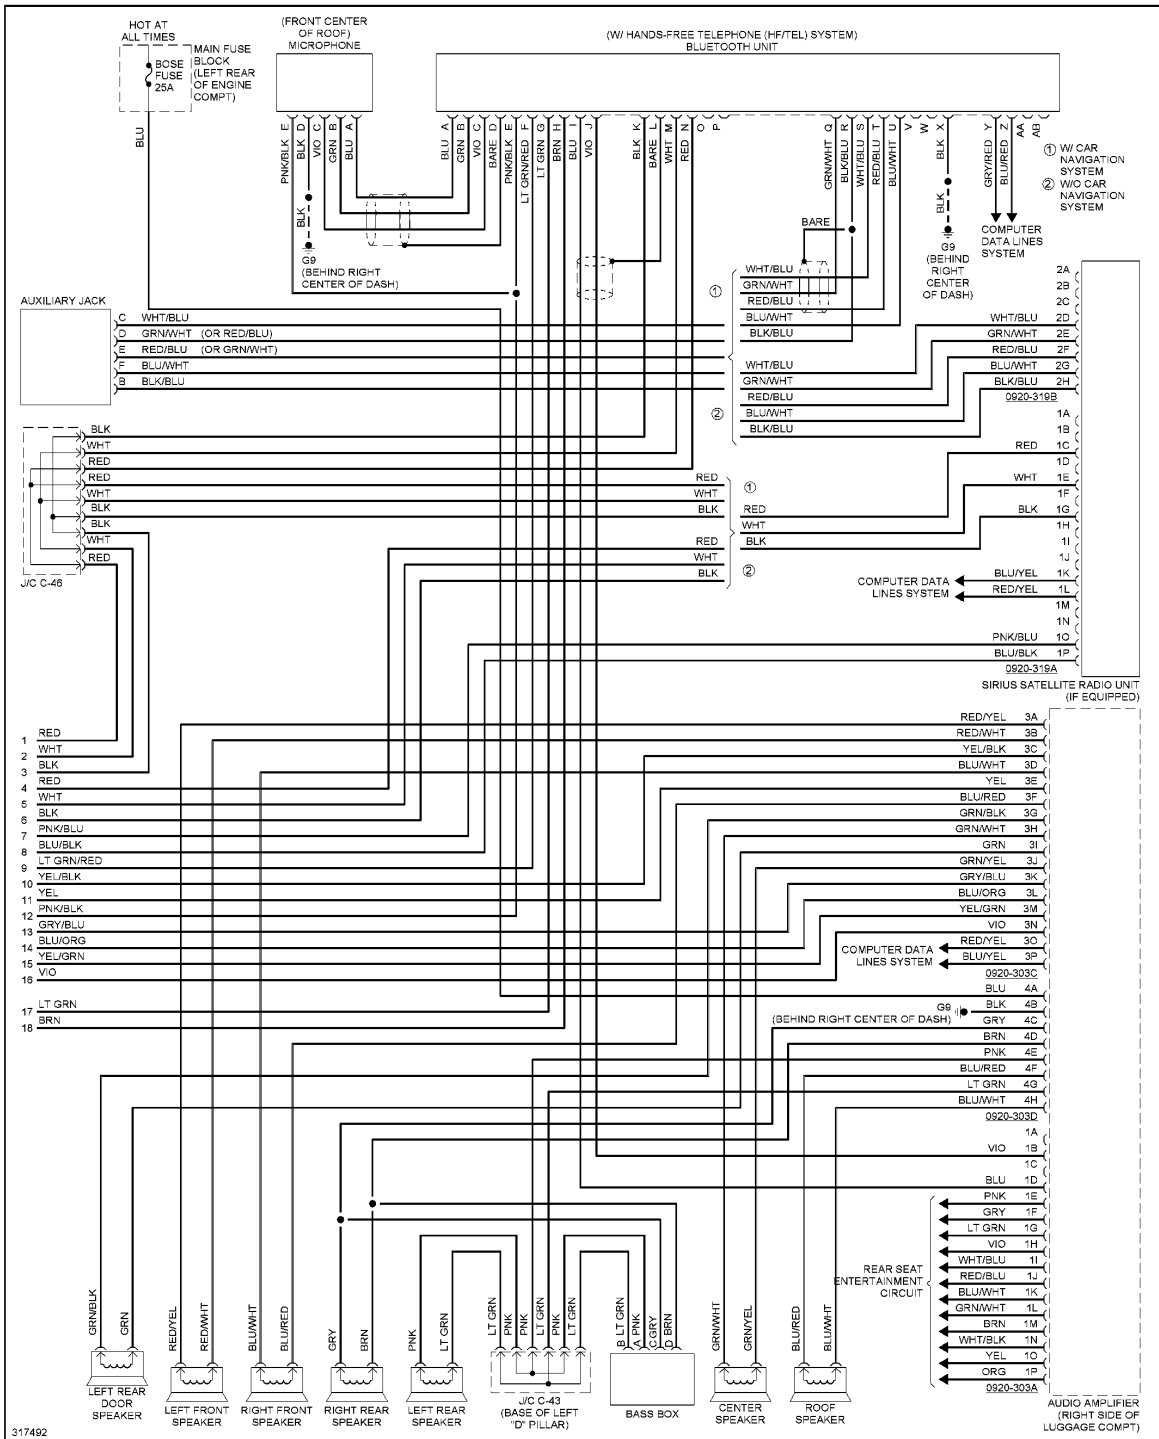 HOT AT
ALL TIMES
BOSE
FUSE
25A
MAIN FUSE
BLOCK
(LEFT REAR
OF ENGINE
COMPT)
(FRONT CENTER
OF ROOF)
MICROPHONE
(W/ HANDS-FREE TELEPHONE (HF/TEL) SYSTEM)
BLUETOOTH UNIT
BLU
PNK/BLK E
BLK D
VIO C
GRN B
BLU A
BLU A
GRN B
VIO C
BARE D
PNK/BLK E
LT GRN/RED F
LT GRN G
BRN H
BLU I
VIO J
BLK K
BARE L
WHT M
RED N
O
P
GRN/WHT Q
BLK/BLU R
WHT/BLU S
RED/BLU T
BLU/WHT U
V
W
BLK X
GRY/RED Y
BLU/RED Z
AA
AB
1 W/ CAR
NAVIGATION
SYSTEM
2 W/O CAR
NAVIGATION
SYSTEM
BLK
G9
(BEHIND RIGHT
CENTER OF DASH)
BARE
BLK
G9
(BEHIND
RIGHT
CENTER
OF DASH)
COMPUTER
DATA LINES
SYSTEM
AUXILIARY JACK
C WHT/BLU
D GRN/WHT (OR RED/BLU)
E RED/BLU (OR GRN/WHT)
F BLU/WHT
B BLK/BLU
1
WHT/BLU
GRN/WHT
RED/BLU
BLU/WHT
BLK/BLU
2
WHT/BLU
GRN/WHT
RED/BLU
BLU/WHT
BLK/BLU
2A
2B
2C
WHT/BLU 2D
GRN/WHT 2E
RED/BLU 2F
BLU/WHT 2G
BLK/BLU 2H
0920-319B
1A
1B
RED 1C
1D
WHT 1E
1F
BLK 1G
1H
1I
1J
BLU/YEL 1K
RED/YEL 1L
1M
1N
PNK/BLU 1O
BLU/BLK 1P
0920-319A
COMPUTER DATA
LINES SYSTEM
SIRIUS SATELLITE RADIO UNIT
(IF EQUIPPED)
BLK
WHT
RED
RED
WHT
BLK
BLK
WHT
RED
J/C C-46
RED
WHT
BLK
1
RED
WHT
BLK
RED
WHT
BLK
2
1 RED
2 WHT
3 BLK
4 RED
5 WHT
6 BLK
7 PNK/BLU
8 BLU/BLK
9 LT GRN/RED
10 YEL/BLK
11 YEL
12 PNK/BLK
13 GRY/BLU
14 BLU/ORG
15 YEL/GRN
16 VIO
17 LT GRN
18 BRN
RED/YEL 3A
RED/WHT 3B
YEL/BLK 3C
BLU/WHT 3D
YEL 3E
BLU/RED 3F
GRN/BLK 3G
GRN/WHT 3H
GRN 3I
GRN/YEL 3J
GRY/BLU 3K
BLU/ORG 3L
YEL/GRN 3M
VIO 3N
RED/YEL 3O
BLU/YEL 3P
0920-303C
COMPUTER DATA
LINES SYSTEM
BLU 4A
BLK 4B
GRY 4C
BRN 4D
PNK 4E
BLU/RED 4F
LT GRN 4G
BLU/WHT 4H
0920-303D
G9
(BEHIND RIGHT CENTER OF DASH)
1A
VIO 1B
1C
BLU 1D
PNK 1E
GRY 1F
LT GRN 1G
VIO 1H
WHT/BLU 1I
RED/BLU 1J
BLU/WHT 1K
GRN/WHT 1L
BRN 1M
WHT/BLK 1N
YEL 1O
ORG 1P
0920-303A
REAR SEAT
ENTERTAINMENT
CIRCUIT
AUDIO AMPLIFIER
(RIGHT SIDE OF
LUGGAGE COMPT)
GRN/BLK
GRN
RED/YEL
RED/WHT
BLU/WHT
BLU/RED
GRY
BRN
PNK
LT GRN
LT GRN
PNK
PNK
LT GRN
PNK
LT GRN
B LT GRN
A PNK
C GRY
D BRN
GRN/WHT
GRN/YEL
BLU/RED
BLU/WHT
LEFT REAR
DOOR
SPEAKER
LEFT FRONT
SPEAKER
RIGHT FRONT
SPEAKER
RIGHT REAR
SPEAKER
LEFT REAR
SPEAKER
J/C C-43
(BASE OF LEFT
"D" PILLAR)
BASS BOX
CENTER
SPEAKER
ROOF
SPEAKER
317492